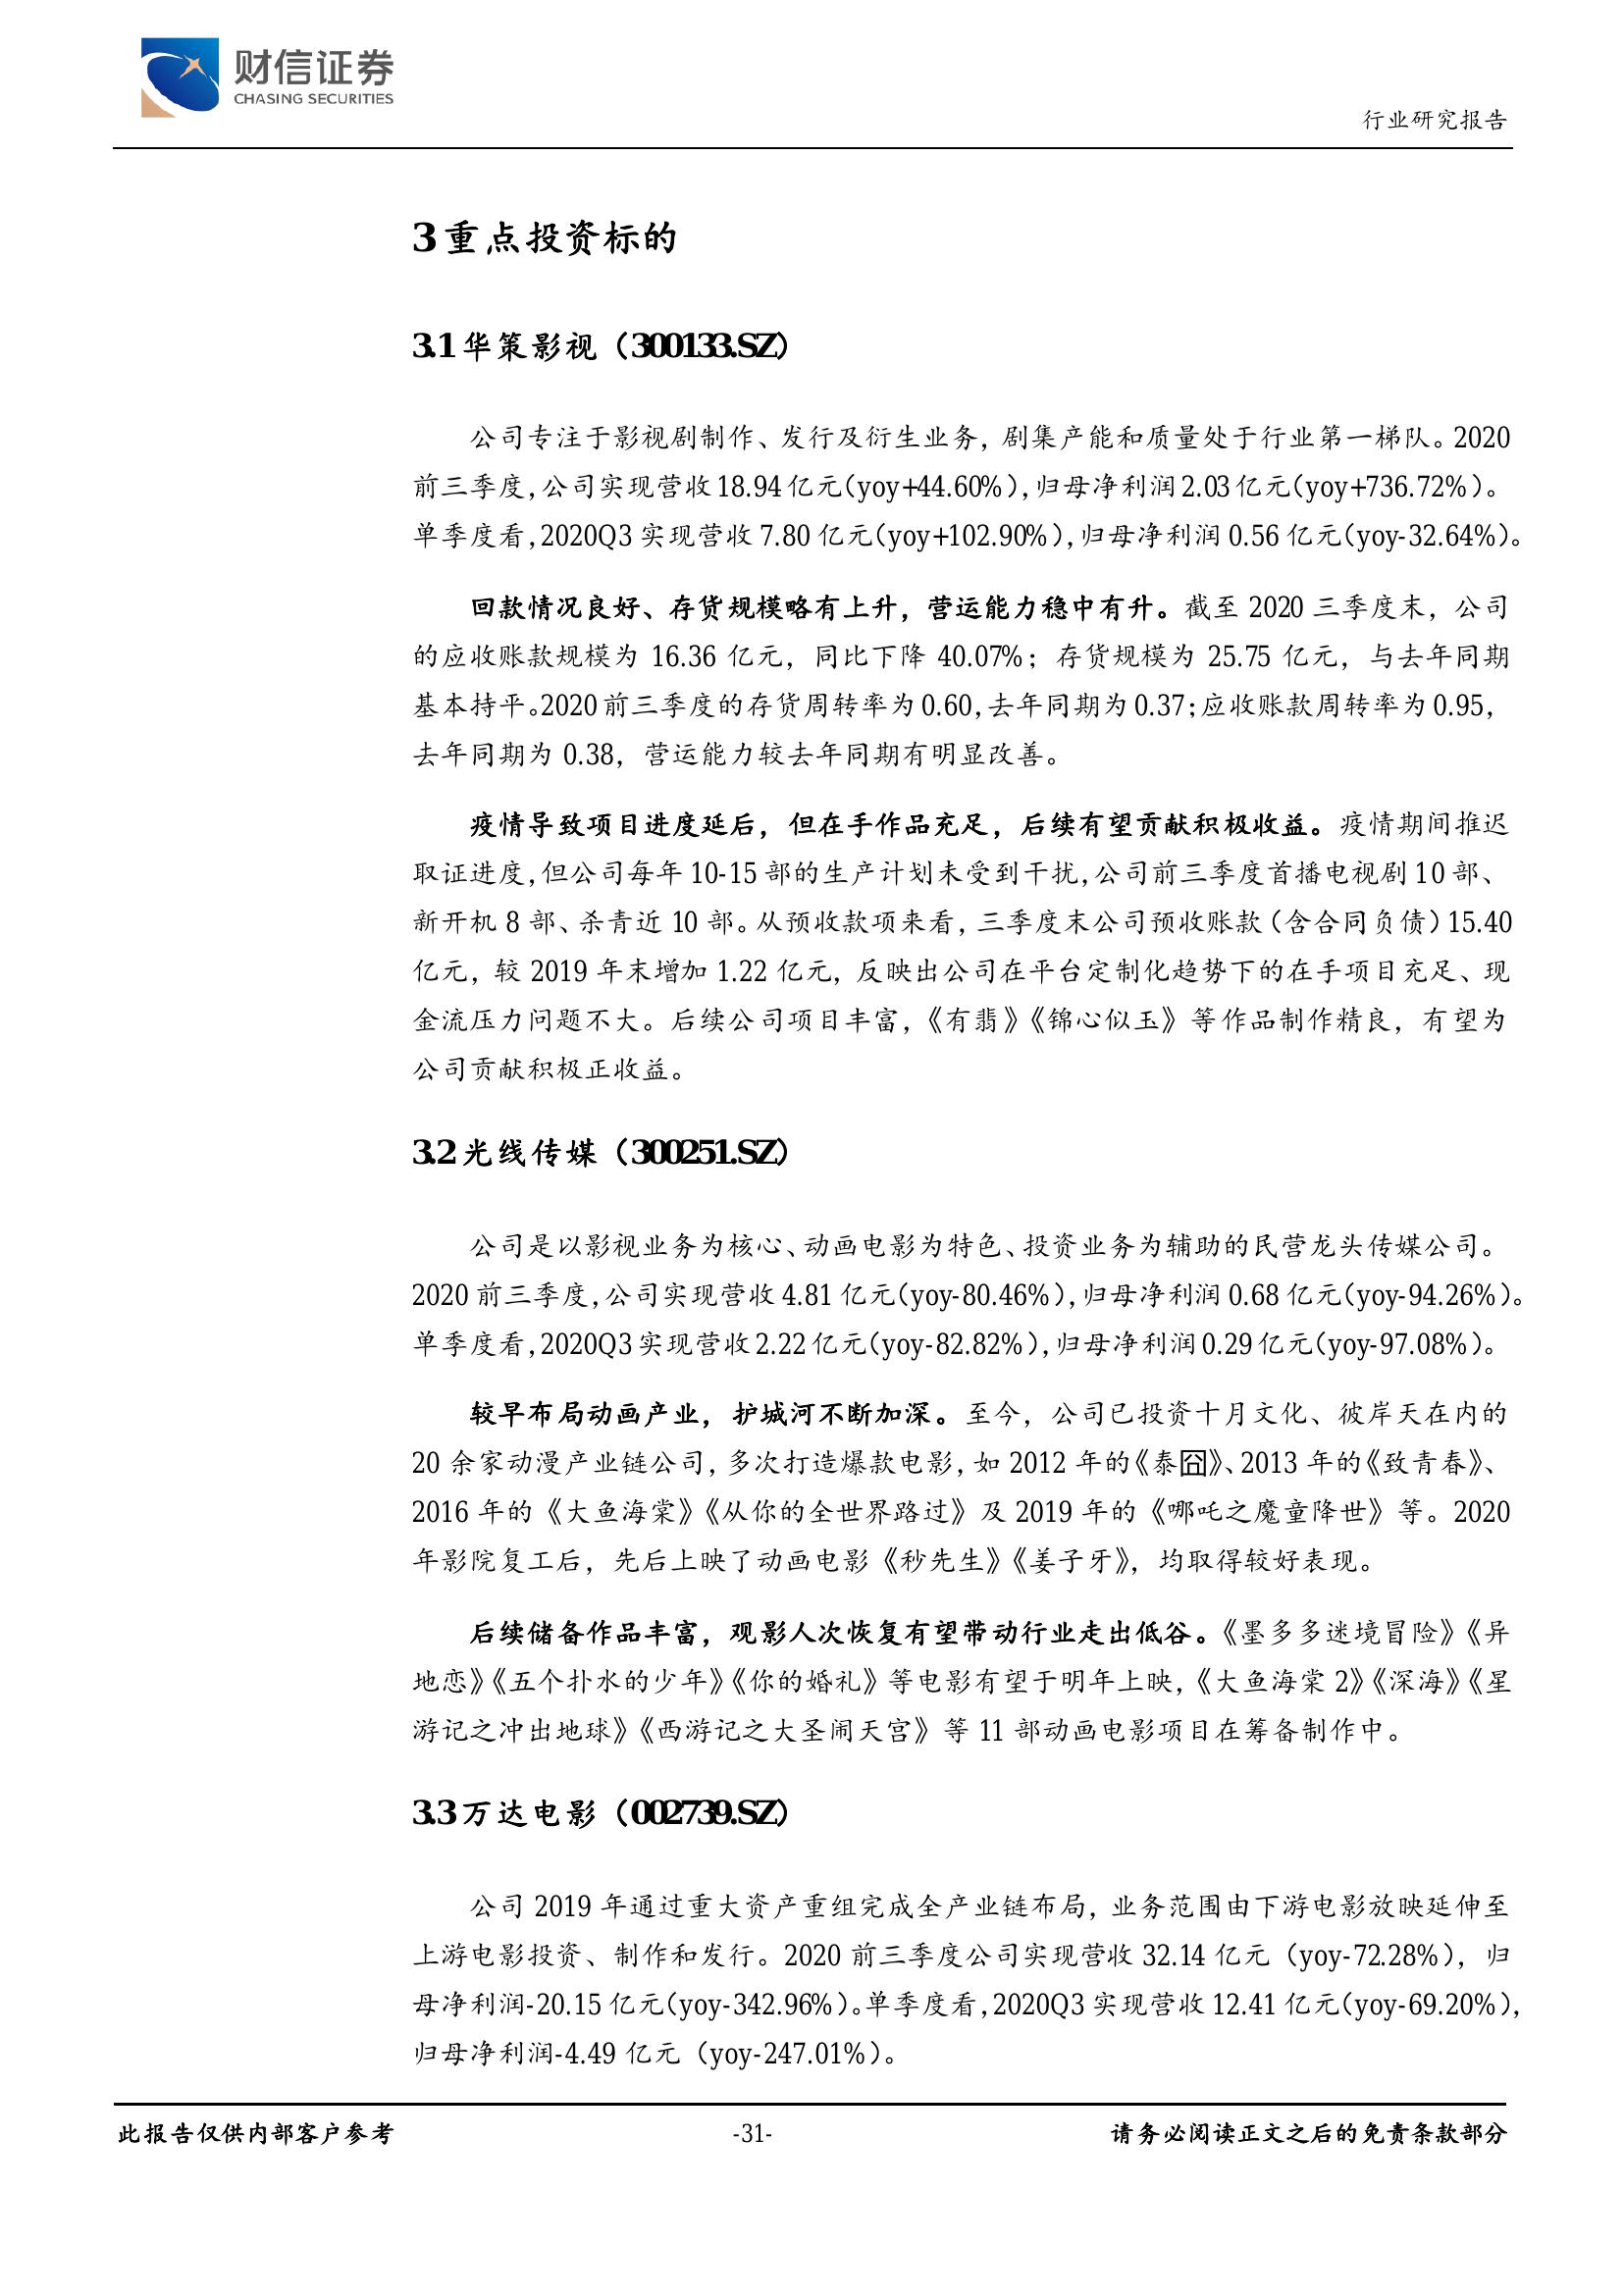 财信证券
CHASING SECURITIES
行业研究报告
3 重点投资标的
3.1 华策影视（300133.SZ）
公司专注于影视剧制作、发行及衍生业务，剧集产能和质量处于行业第一梯队。2020
前三季度，公司实现营收 18.94 亿元（yoy+44.60%），归母净利润 2.03 亿元（yoy+736.72%）。
单季度看，2020Q3 实现营收 7.80 亿元（yoy+102.90%），归母净利润 0.56 亿元（yoy-32.64%）。
回款情况良好、存货规模略有上升，营运能力稳中有升。截至 2020 三季度末，公司
的应收账款规模为 16.36 亿元，同比下降 40.07%；存货规模为 25.75 亿元，与去年同期
基本持平。2020 前三季度的存货周转率为 0.60，去年同期为 0.37；应收账款周转率为 0.95，
去年同期为 0.38，营运能力较去年同期有明显改善。
疫情导致项目进度延后，但在手作品充足，后续有望贡献积极收益。疫情期间推迟
取证进度，但公司每年 10-15 部的生产计划未受到干扰，公司前三季度首播电视剧 10 部、
新开机 8 部、杀青近 10 部。从预收款项来看，三季度末公司预收账款（含合同负债）15.40
亿元，较 2019 年末增加 1.22 亿元，反映出公司在平台定制化趋势下的在手项目充足、现
金流压力问题不大。后续公司项目丰富，《有翡》《锦心似玉》等作品制作精良，有望为
公司贡献积极正收益。
3.2 光线传媒（300251.SZ）
公司是以影视业务为核心、动画电影为特色、投资业务为辅助的民营龙头传媒公司。
2020 前三季度，公司实现营收 4.81 亿元（yoy-80.46%），归母净利润 0.68 亿元（yoy-94.26%）。
单季度看，2020Q3 实现营收 2.22 亿元（yoy-82.82%），归母净利润 0.29 亿元（yoy-97.08%）。
较早布局动画产业，护城河不断加深。至今，公司已投资十月文化、彼岸天在内的
20 余家动漫产业链公司，多次打造爆款电影，如 2012 年的《泰囧》、2013 年的《致青春》、
2016 年的《大鱼海棠》《从你的全世界路过》及 2019 年的《哪吒之魔童降世》等。2020
年影院复工后，先后上映了动画电影《秒先生》《姜子牙》，均取得较好表现。
后续储备作品丰富，观影人次恢复有望带动行业走出低谷。《墨多多迷境冒险》《异
地恋》《五个扑水的少年》《你的婚礼》等电影有望于明年上映，《大鱼海棠 2》《深海》《星
游记之冲出地球》《西游记之大圣闹天宫》等 11 部动画电影项目在筹备制作中。
3.3 万达电影（002739.SZ）
公司 2019 年通过重大资产重组完成全产业链布局，业务范围由下游电影放映延伸至
上游电影投资、制作和发行。2020 前三季度公司实现营收 32.14 亿元（yoy-72.28%），归
母净利润-20.15 亿元（yoy-342.96%）。单季度看，2020Q3 实现营收 12.41 亿元（yoy-69.20%），
归母净利润-4.49 亿元（yoy-247.01%）。
此报告仅供内部客户参考
-31-
请务必阅读正文之后的免责条款部分